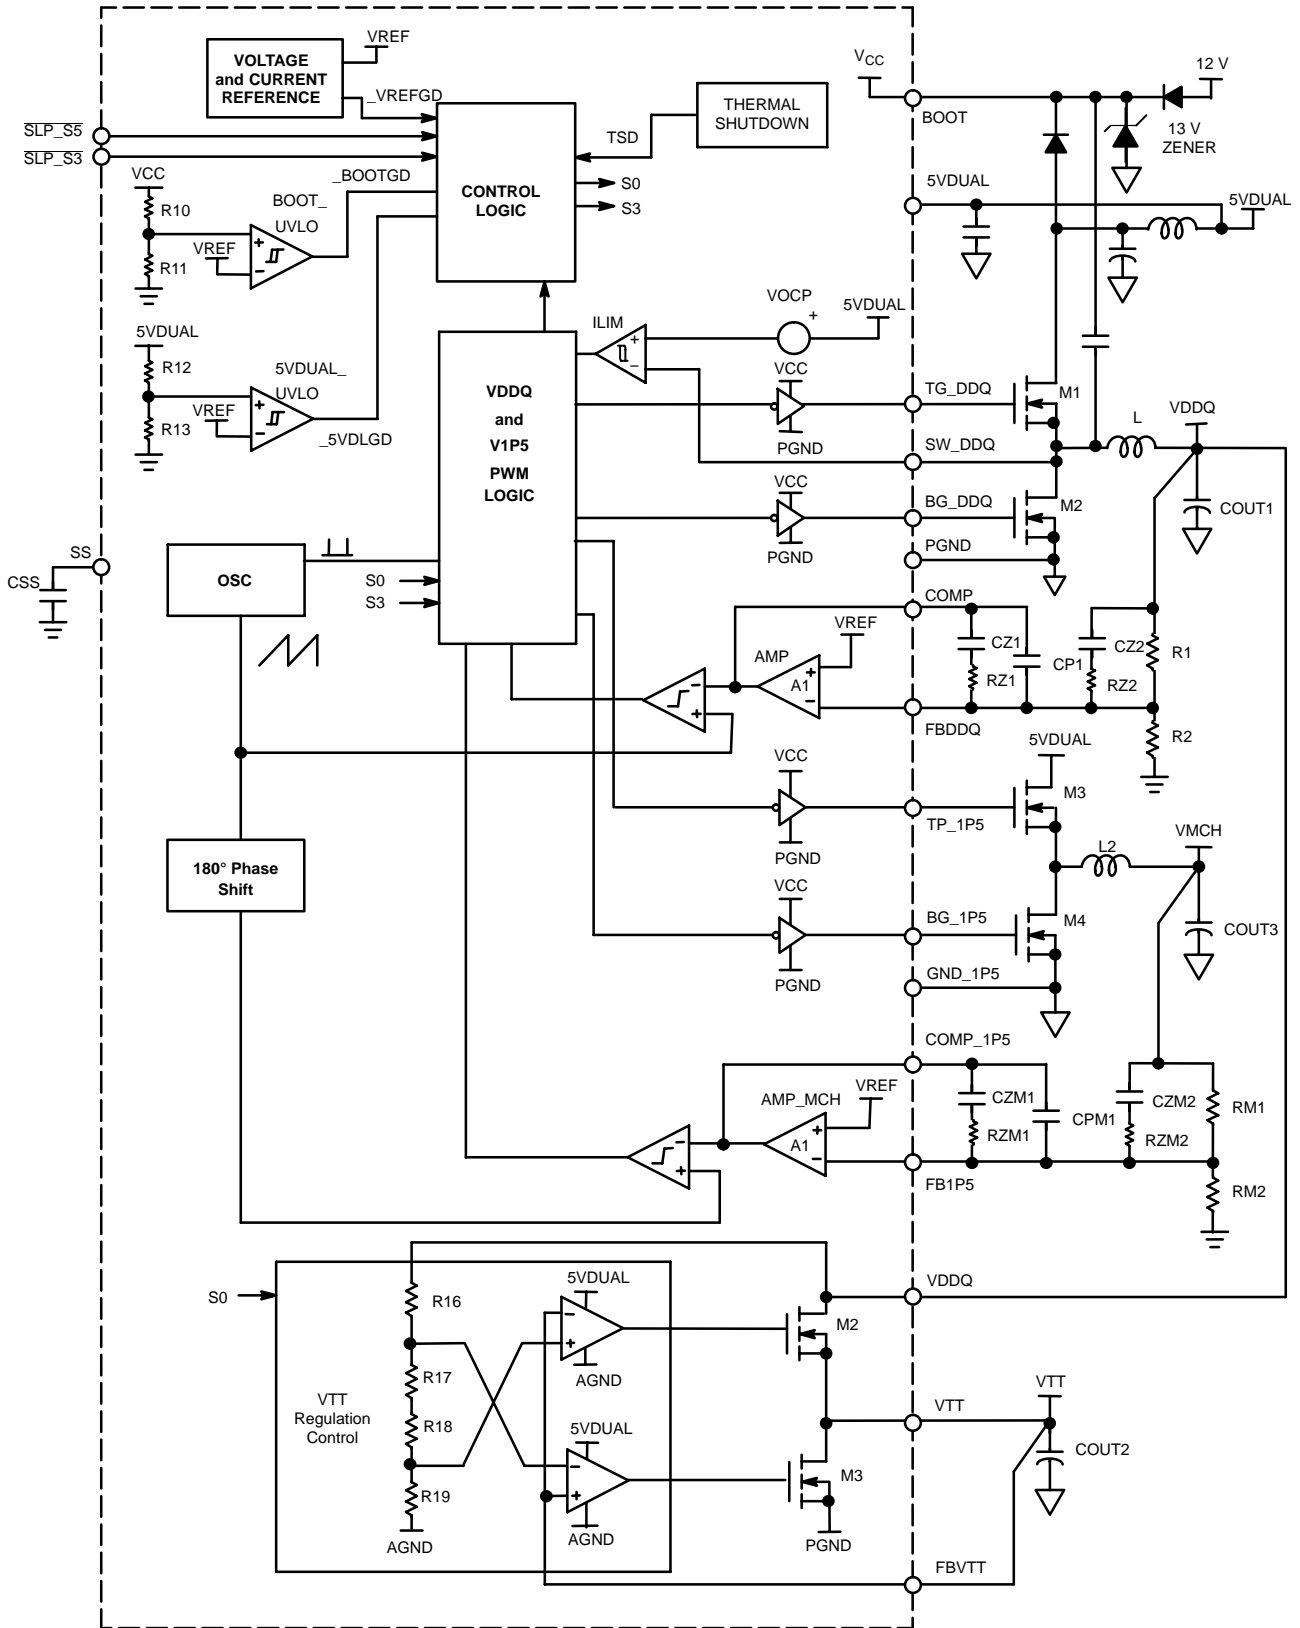 VREF
VOLTAGE
and CURRENT
REFERENCE
_VREFGD
THERMAL
SHUTDOWN
TSD
VCC
BOOT
12 V
13 V
ZENER
SLP_S5
SLP_S3
VCC
R10
R11
VREF
BOOT_
UVLO
_BOOTGD
CONTROL
LOGIC
S0
S3
5VDUAL
5VDUAL
5VDUAL
R12
R13
VREF
5VDUAL_
UVLO
_5VDLGD
VDDQ
and
V1P5
PWM
LOGIC
ILIM
+
−
VOCP
+
5VDUAL
VCC
PGND
TG_DDQ
M1
SW_DDQ
L
VDDQ
COUT1
VCC
PGND
BG_DDQ
M2
PGND
SS
CSS
OSC
S0
S3
COMP
VREF
AMP
A1
+
−
−
+
FBDDQ
CZ1
RZ1
CP1
CZ2
RZ2
R1
R2
5VDUAL
VCC
PGND
TP_1P5
M3
L2
VMCH
COUT3
180° Phase
Shift
VCC
PGND
BG_1P5
M4
GND_1P5
COMP_1P5
VREF
AMP_MCH
A1
+
−
−
+
FB1P5
CZM1
RZM1
CPM1
CZM2
RZM2
RM1
RM2
S0
VTT
Regulation
Control
R16
R17
R18
R19
AGND
5VDUAL
−
+
AGND
5VDUAL
−
+
AGND
M2
M3
PGND
VDDQ
VTT
VTT
COUT2
FBVTT